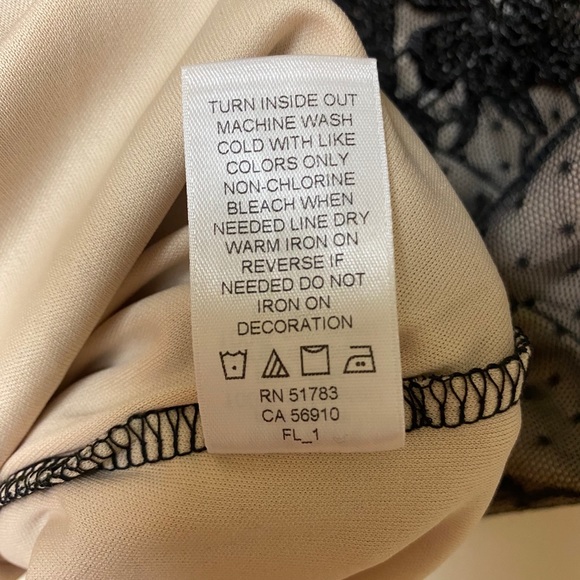 TURN INSIDE OUT
MACHINE WASH
COLD WITH LIKE
COLORS ONLY
NON-CHLORINE
BLEACH WHEN
NEEDED LINE DRY
WARM IRON ON
REVERSE IF
NEEDED DO NOT
IRON ON
DECORATION
RN 51783
CA 56910
FL_1